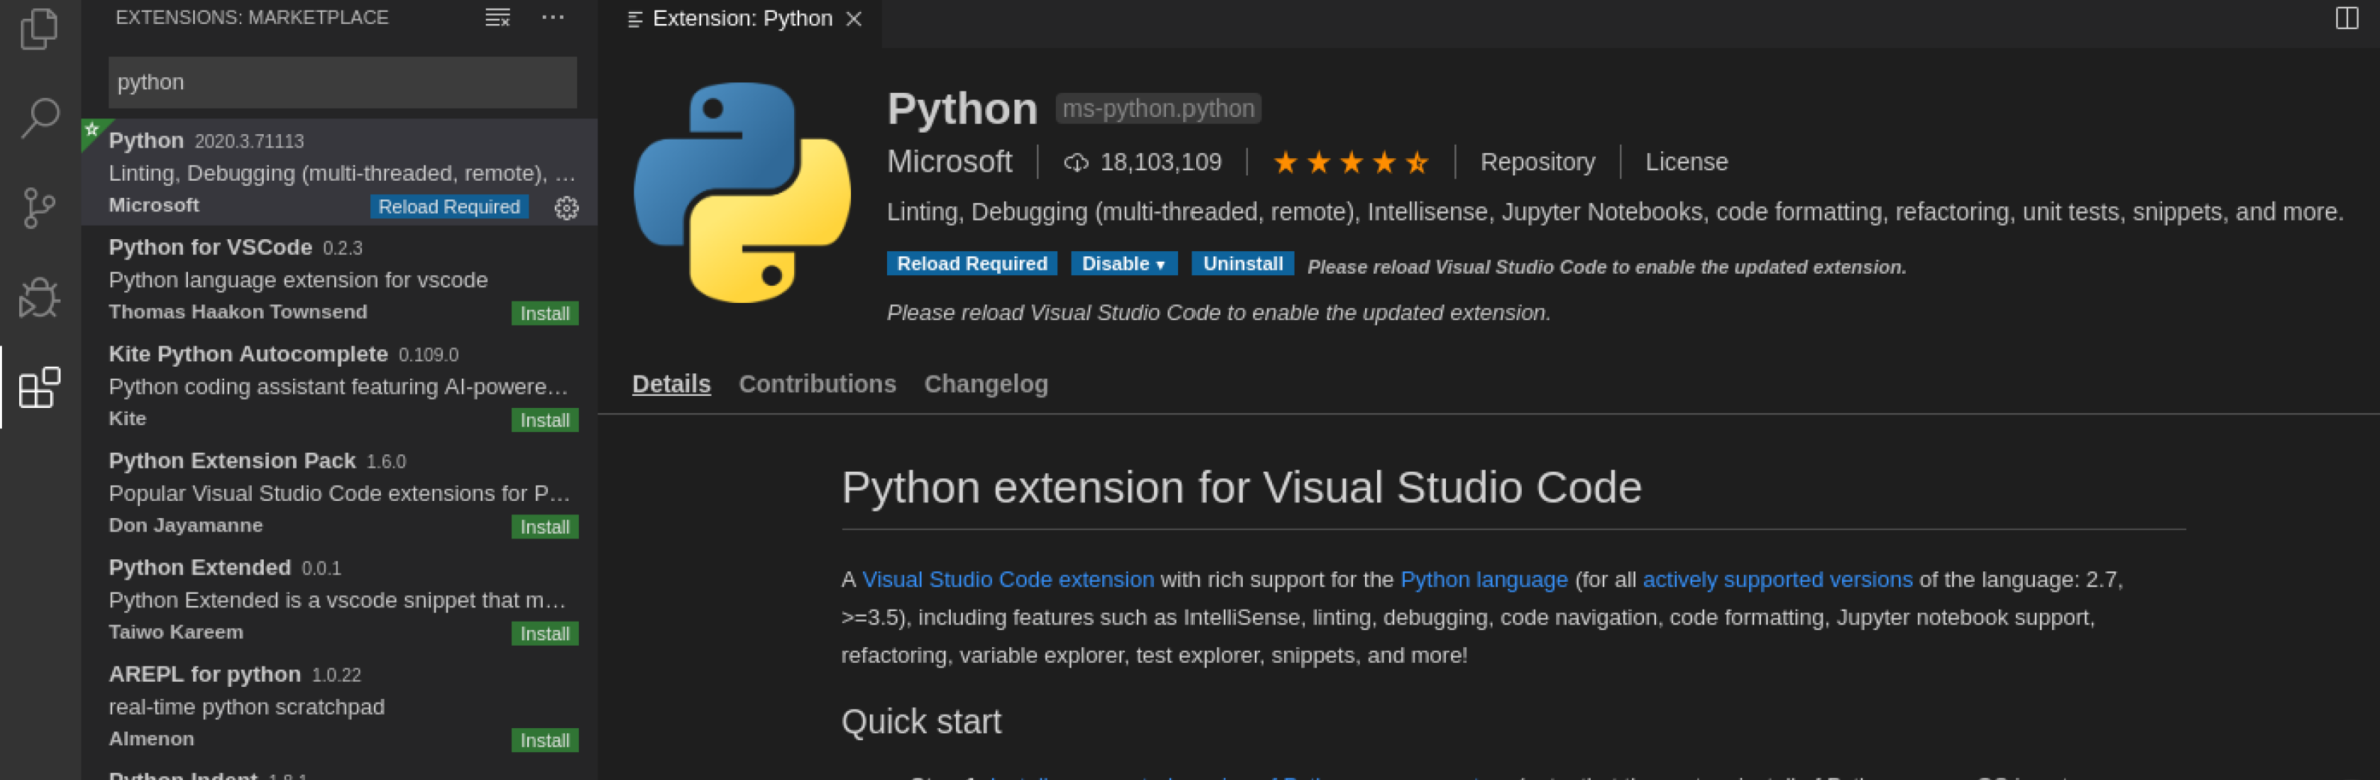 EXTENSIONS: MARKETPLACE
python
Python 2020.3.71113
Linting, Debugging (multi-threaded, remote), ...
Microsoft Reload Required
Python for VSCode 0.2.3
Python language extension for vscode
Thomas Haakon Townsend Install
Kite Python Autocomplete 0.109.0
Python coding assistant featuring AI-powere...
Kite Install
Python Extension Pack 1.6.0
Popular Visual Studio Code extensions for P...
Don Jayamanne Install
Python Extended 0.0.1
Python Extended is a vscode snippet that m...
Taiwo Kareem Install
AREPL for python 1.0.22
real-time python scratchpad
Almenon Install
Python Indent 1.8.1
Extension: Python
Python ms-python.python
Microsoft 18,103,109 Repository License
Linting, Debugging (multi-threaded, remote), Intellisense, Jupyter Notebooks, code formatting, refactoring, unit tests, snippets, and more.
Reload Required Disable Uninstall Please reload Visual Studio Code to enable the updated extension.
Please reload Visual Studio Code to enable the updated extension.
Details Contributions Changelog
Python extension for Visual Studio Code
A Visual Studio Code extension with rich support for the Python language (for all actively supported versions of the language: 2.7,
>=3.5), including features such as IntelliSense, linting, debugging, code navigation, code formatting, Jupyter notebook support,
refactoring, variable explorer, test explorer, snippets, and more!
Quick start